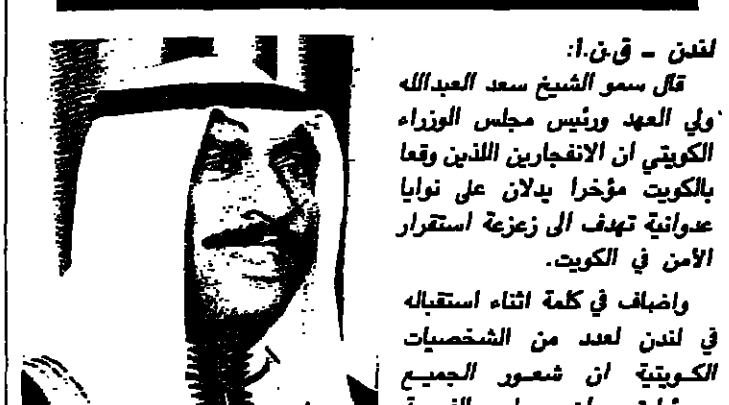 لندن - ق.ن.ا:
قال سمو الشيخ سعد العبدالله
ولي العهد ورئيس مجلس الوزراء
الكويتي ان الانفجارين اللذين وقعا
بالكويت مؤخرا يدلان على نوايا
عدوانية تهدف الى زعزعة استقرار
الأمن في الكويت.
واضاف في كلمة اثناء استقباله
في لندن لعدد من الشخصيات
الكويتية ان شعور الجميع